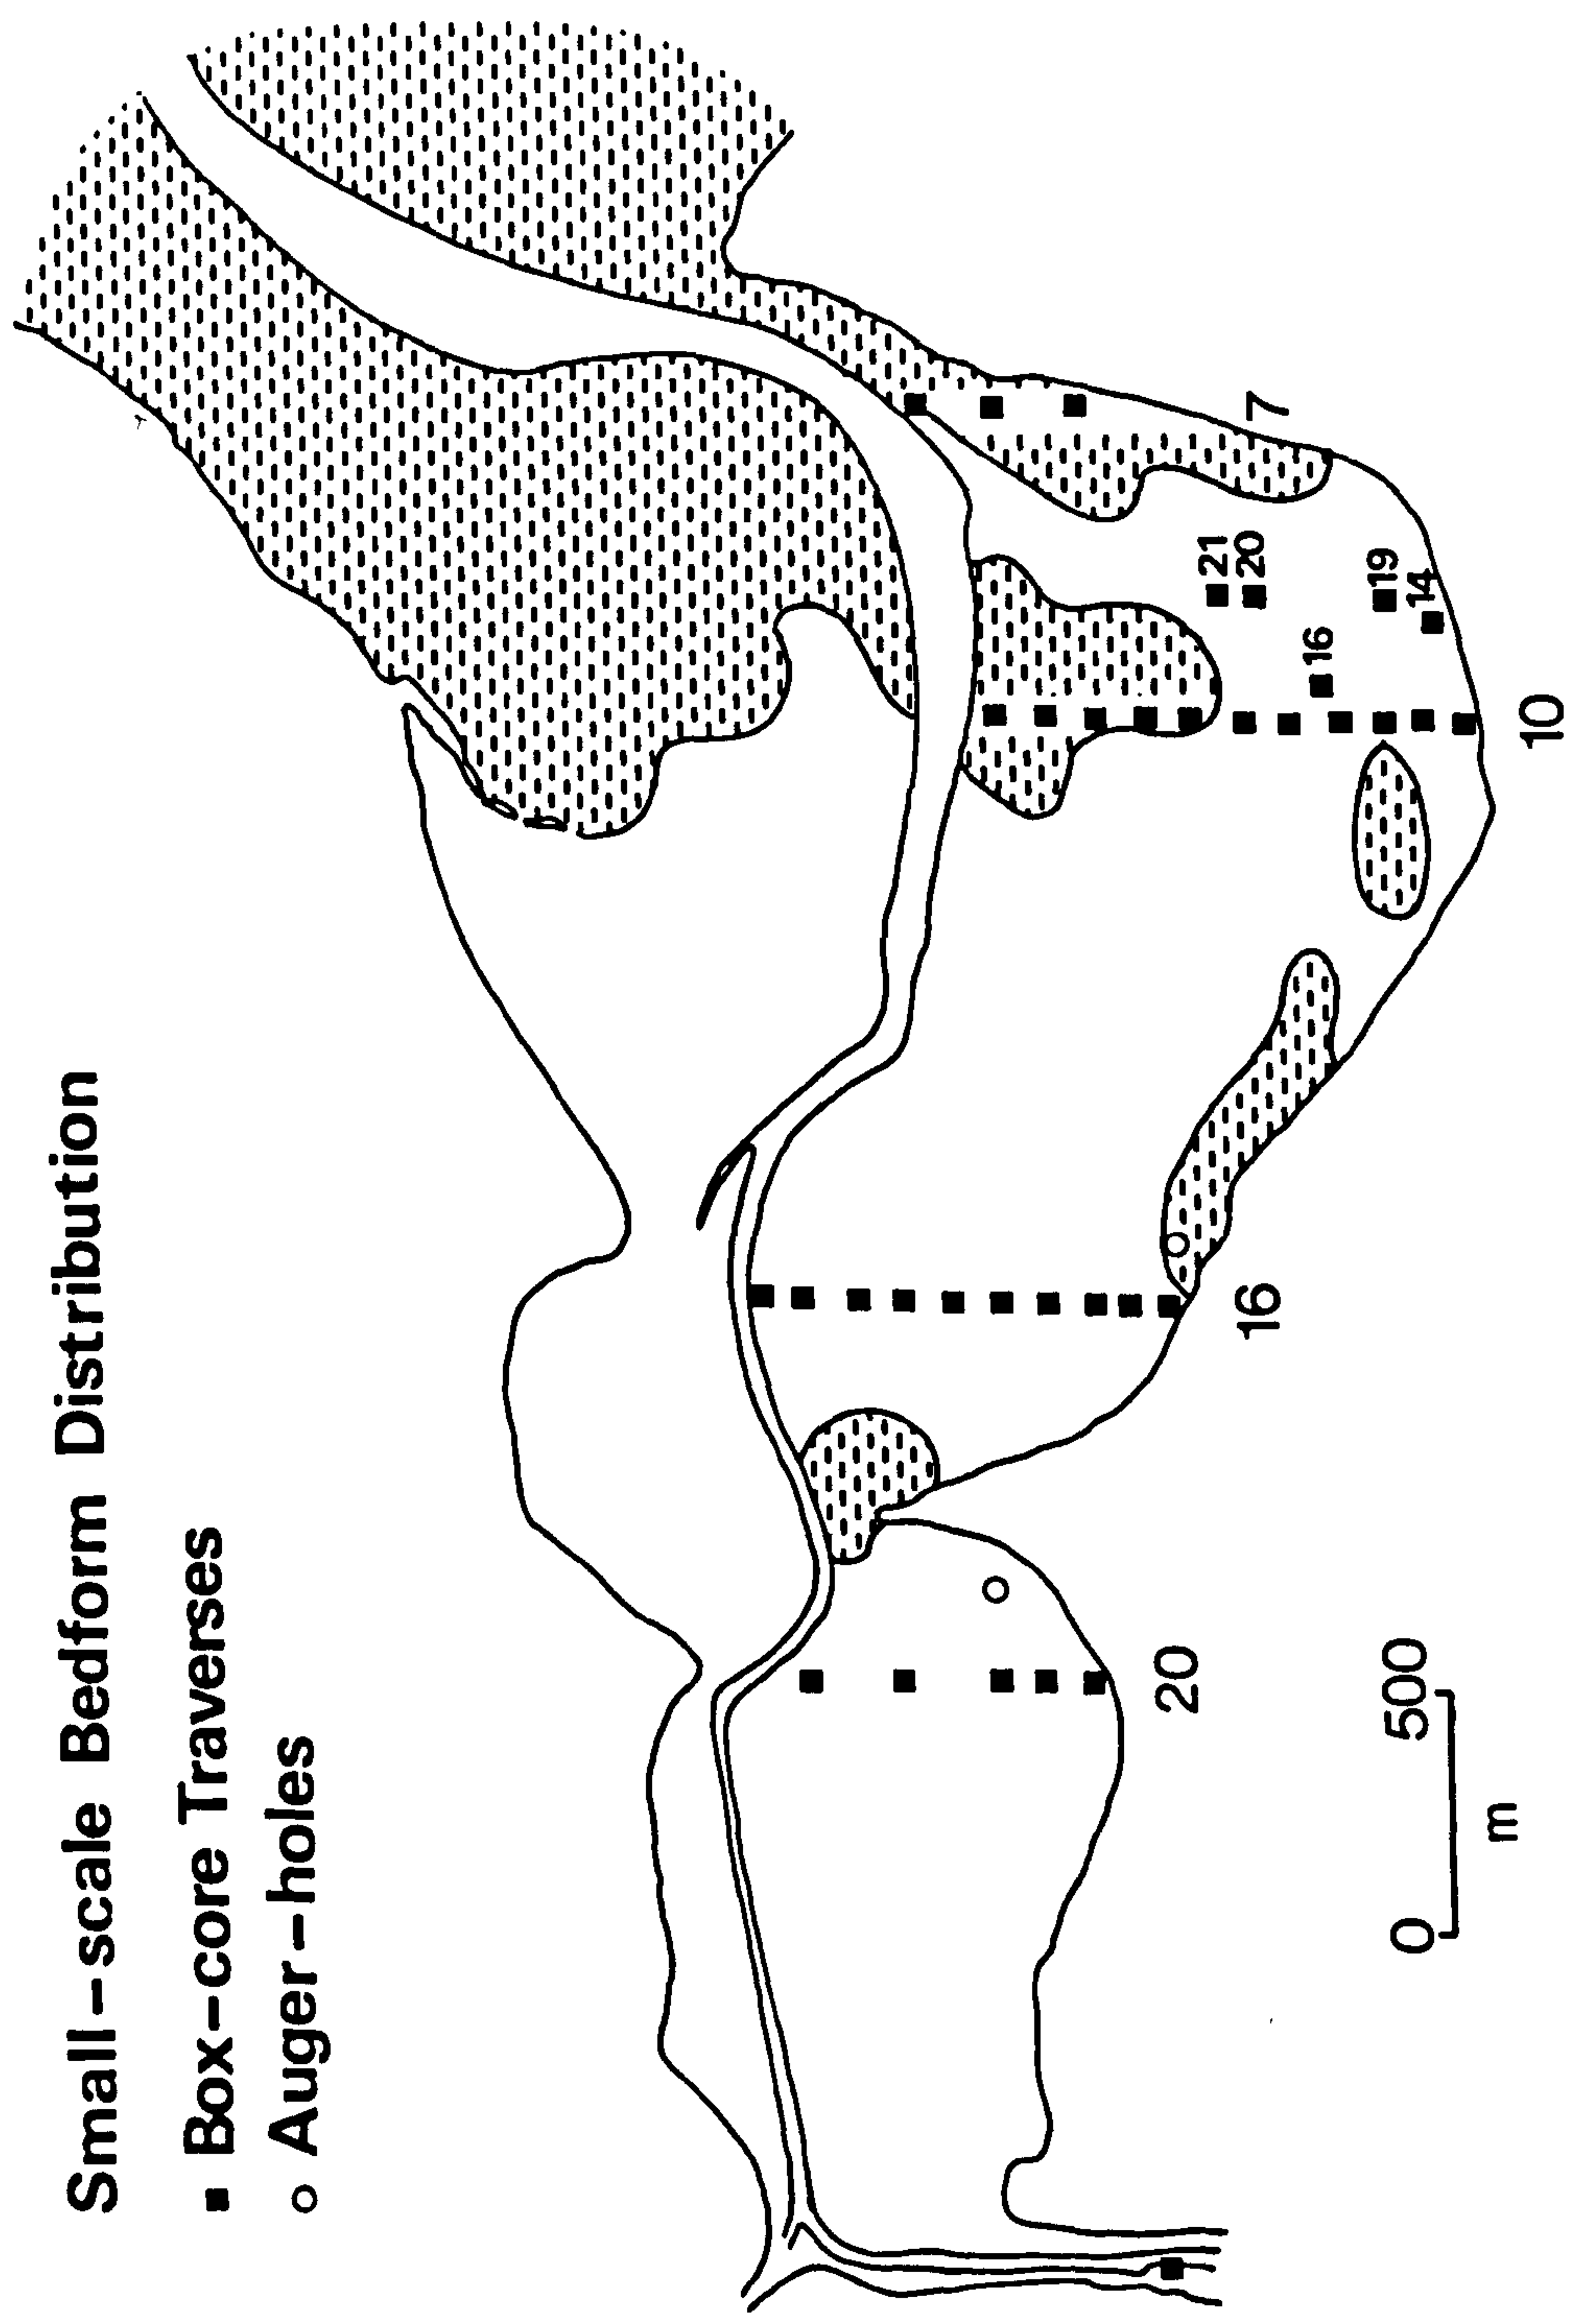 Small-scale Bedform Distribution
Box-core Traverses
Auger-holes
21
20
19
14
16
7
10
16
20
0 500
m